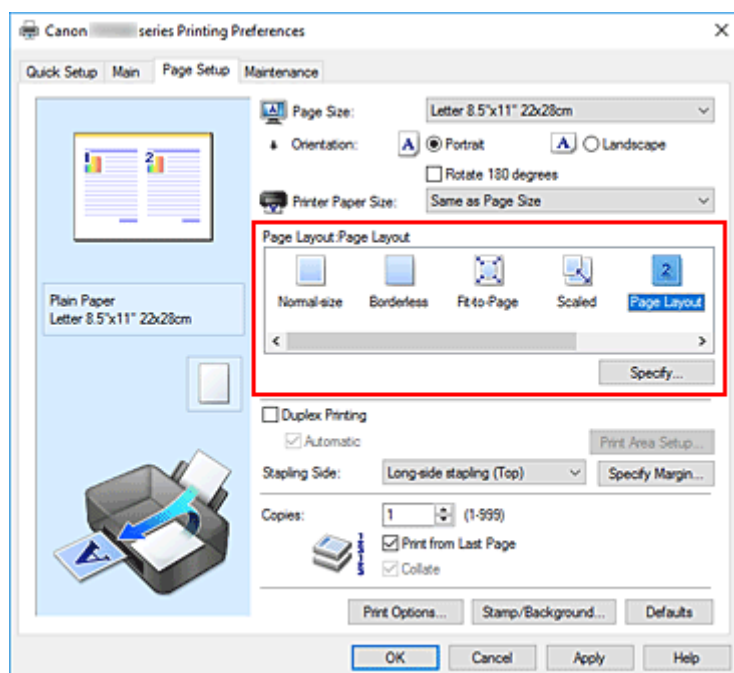 Canon series Printing Preferences
Quick Setup Main Page Setup Maintenance
1 2
Plain Paper
Letter 8.5"x11" 22x28cm
Page Size: Letter 8.5"x11" 22x28cm
Orientation: A Portrait A Landscape
Rotate 180 degrees
Printer Paper Size: Same as Page Size
Page Layout:Page Layout
2
Normal-size Borderless Fit-to-Page Scaled Page Layout
Specify...
Duplex Printing
Automatic Print Area Setup...
Stapling Side: Long-side stapling (Top) Specify Margin...
Copies: 1 (1-999)
Print from Last Page
Collate
A
Print Options... Stamp/Background... Defaults
OK Cancel Apply Help